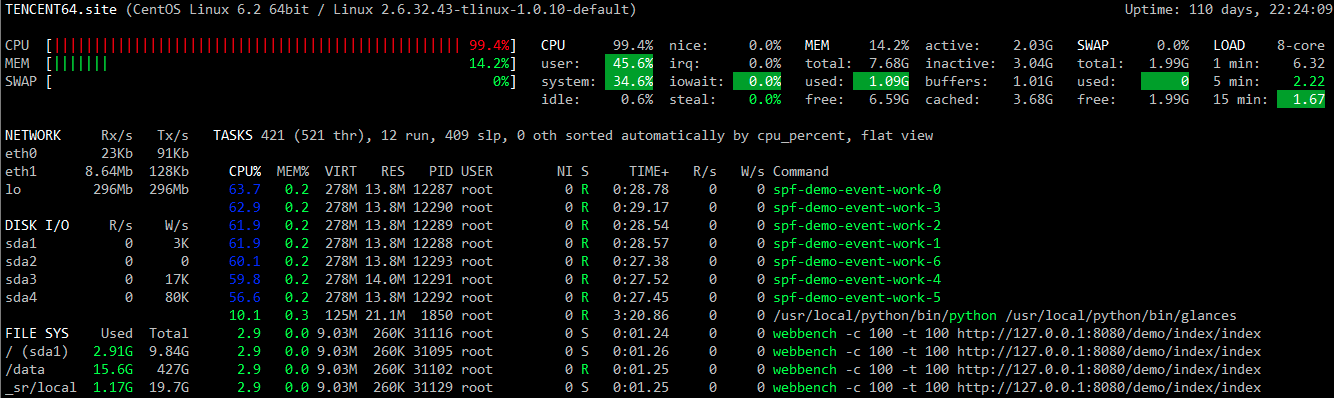 TENCENT64.site (CentOS Linux 6.2 64bit / Linux 2.6.32.43-tlinux-1.0.10-default) Uptime: 110 days, 22:24:09
CPU [||||||||||||||||||||||||||||||||||||||||||||||||||| 99.4%] CPU 99.4% nice: 0.0% MEM 14.2% active: 2.03G SWAP 0.0% LOAD 8-core
MEM [||||||| 14.2%] user: 45.6% irq: 0.0% total: 7.68G inactive: 3.04G total: 1.99G 1 min: 6.32
SWAP [ 0%] system: 34.6% iowait: 0.0% used: 1.09G buffers: 1.01G used: 0 5 min: 2.22
idle: 0.6% steal: 0.0% free: 6.59G cached: 3.68G free: 1.99G 15 min: 1.67
NETWORK Rx/s Tx/s TASKS 421 (521 thr), 12 run, 409 slp, 0 oth sorted automatically by cpu_percent, flat view
eth0 23Kb 91Kb
eth1 8.64Mb 128Kb CPU% MEM% VIRT RES PID USER NI S TIME+ R/s W/s Command
lo 296Mb 296Mb 63.7 0.2 278M 13.8M 12287 root 0 R 0:28.78 0 0 spf-demo-event-work-0
62.9 0.2 278M 13.8M 12290 root 0 R 0:29.17 0 0 spf-demo-event-work-3
DISK I/O R/s W/s 61.9 0.2 278M 13.8M 12289 root 0 R 0:28.54 0 0 spf-demo-event-work-2
sda1 0 3K 61.9 0.2 278M 13.8M 12288 root 0 R 0:28.57 0 0 spf-demo-event-work-1
sda2 0 0 60.1 0.2 278M 13.8M 12293 root 0 R 0:27.38 0 0 spf-demo-event-work-6
sda3 0 17K 59.8 0.2 278M 14.0M 12291 root 0 R 0:27.52 0 0 spf-demo-event-work-4
sda4 0 80K 56.6 0.2 278M 13.8M 12292 root 0 R 0:27.45 0 0 spf-demo-event-work-5
10.1 0.3 125M 21.1M 1850 root 0 R 3:20.86 0 0 /usr/local/python/bin/python /usr/local/python/bin/glances
FILE SYS Used Total 2.9 0.0 9.03M 260K 31116 root 0 S 0:01.24 0 0 webbench -c 100 -t 100 http://127.0.0.1:8080/demo/index/index
/ (sda1) 2.91G 9.84G 2.9 0.0 9.03M 260K 31095 root 0 S 0:01.26 0 0 webbench -c 100 -t 100 http://127.0.0.1:8080/demo/index/index
/data 15.6G 427G 2.9 0.0 9.03M 260K 31102 root 0 R 0:01.25 0 0 webbench -c 100 -t 100 http://127.0.0.1:8080/demo/index/index
_sr/local 1.17G 19.7G 2.9 0.0 9.03M 260K 31129 root 0 S 0:01.25 0 0 webbench -c 100 -t 100 http://127.0.0.1:8080/demo/index/index